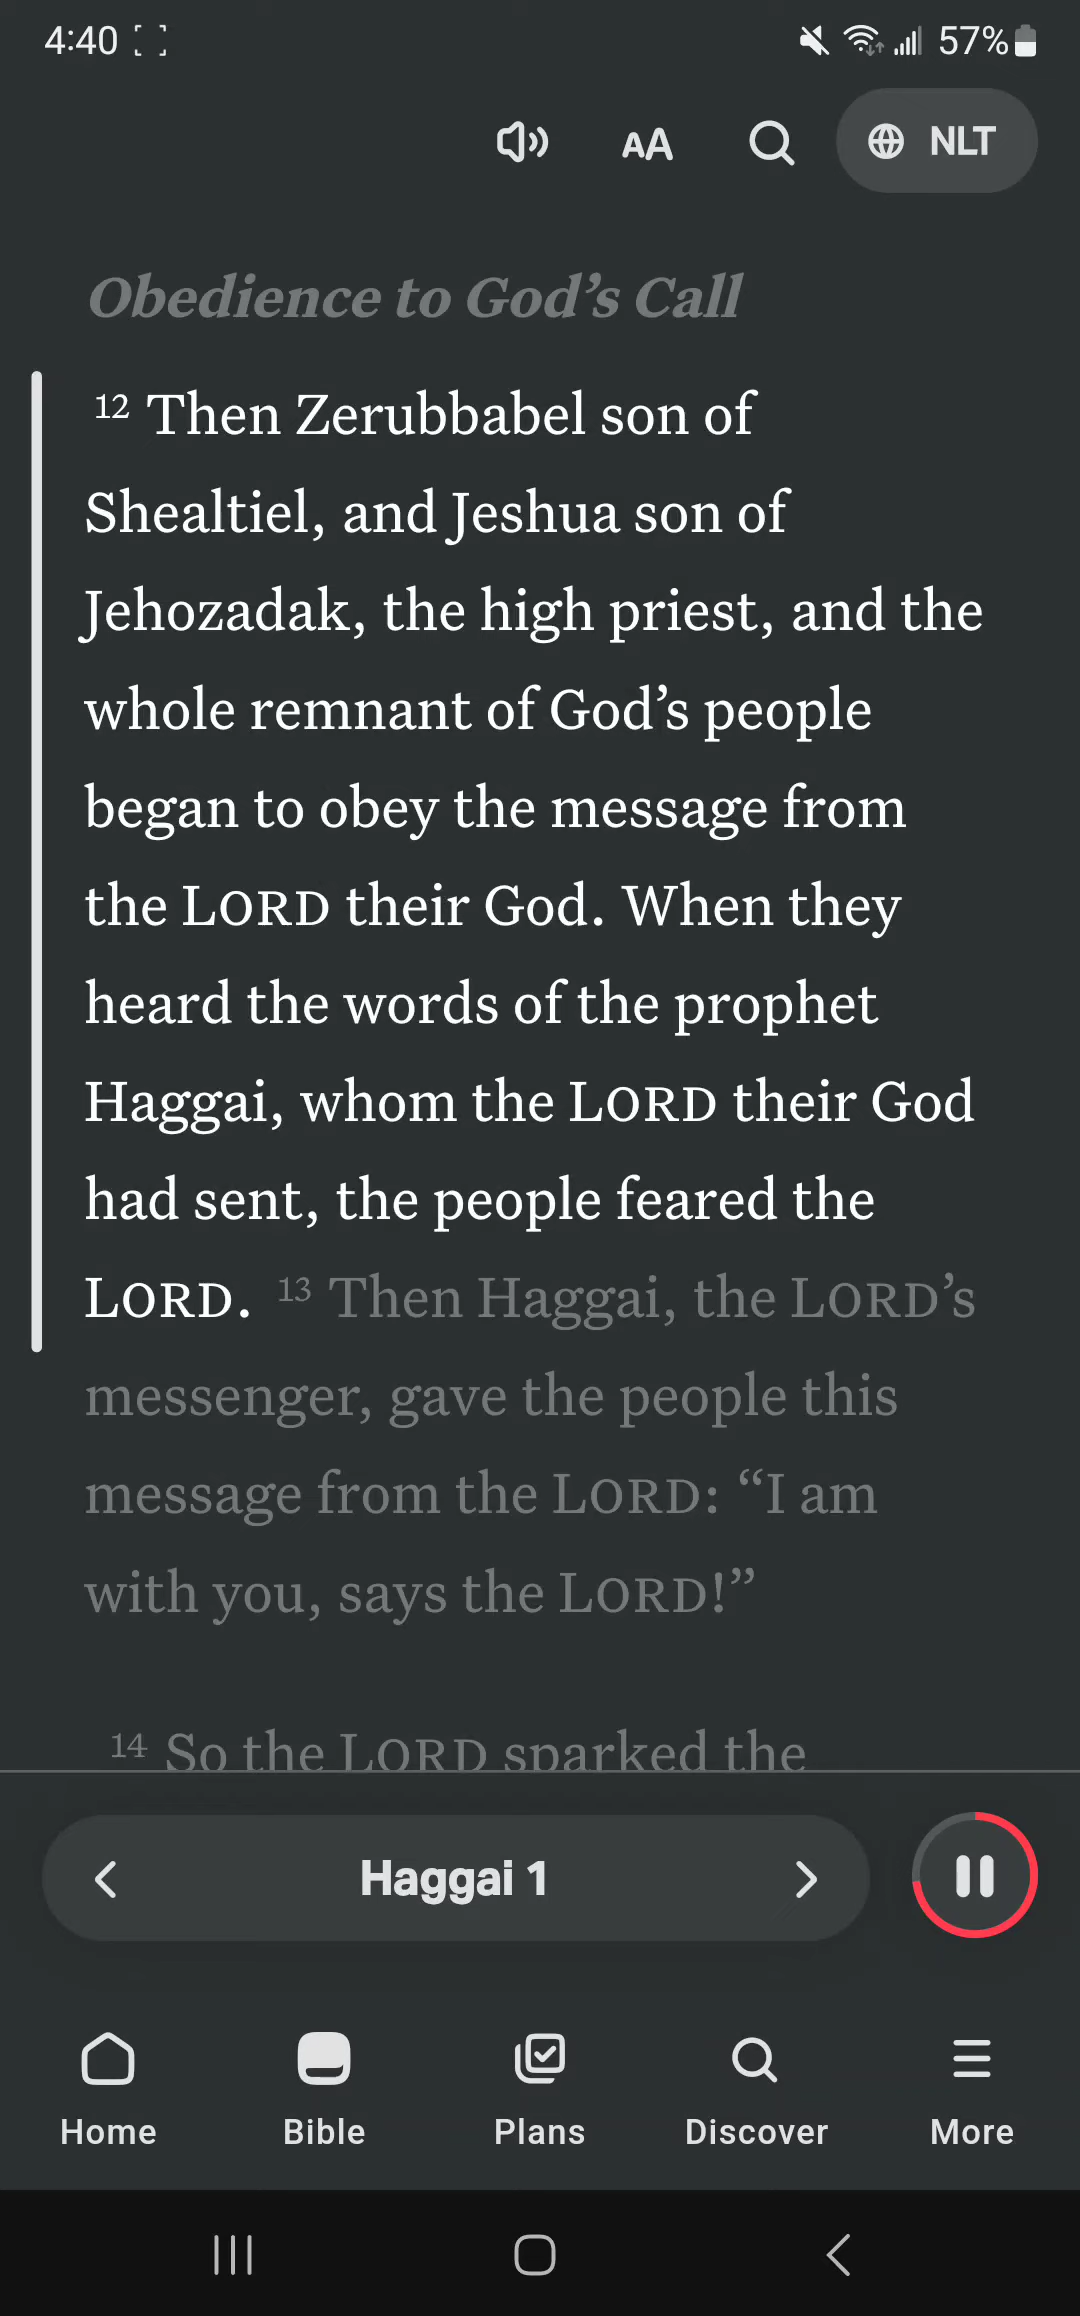 4:40
57%
AA
NLT
Obedience to God’s Call
12 Then Zerubbabel son of
Shealtiel, and Jeshua son of
Jehozadak, the high priest, and the
whole remnant of God’s people
began to obey the message from
the LORD their God. When they
heard the words of the prophet
Haggai, whom the LORD their God
had sent, the people feared the
LORD. 13 Then Haggai, the LORD’s
messenger, gave the people this
message from the LORD: “I am
with you, says the LORD!”
14 So the LORD sparked the
Haggai 1
Home
Bible
Plans
Discover
More